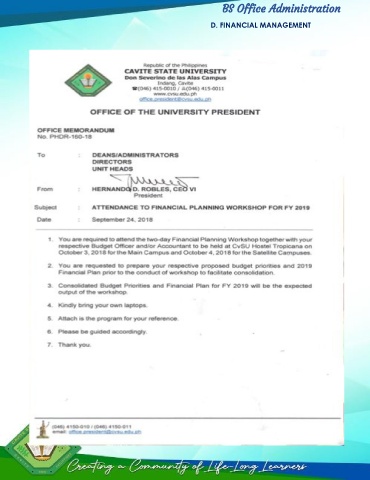 BS Office Administration
D. FINANCIAL MANAGEMENT
Republic of the Philippines
CAVITE STATE UNIVERSITY
Don Severino de las Alas Campus
Indang, Cavite
☎(046) 415-0010 / (046) 415-0011
www.cvsu.edu.ph
office.president@cvsu.edu.ph
OFFICE OF THE UNIVERSITY PRESIDENT
OFFICE MEMORANDUM
No. PHDR-160-18
To : DEANS/ADMINISTRATORS
DIRECTORS
UNIT HEADS
From : HERNANDO D. ROBLES, CEO VI
President
Subject : ATTENDANCE TO FINANCIAL PLANNING WORKSHOP FOR FY 2019
Date : September 24, 2018
1. You are required to attend the two-day Financial Planning Workshop together with your
respective Budget Officer and/or Accountant to be held at CvSU Hostel Tropicana on
October 3, 2018 for the Main Campus and October 4, 2018 for the Satellite Campuses.
2. You are requested to prepare your respective proposed budget priorities and 2019
Financial Plan prior to the conduct of workshop to facilitate consolidation.
3. Consolidated Budget Priorities and Financial Plan for FY 2019 will be the expected
output of the workshop.
4. Kindly bring your own laptops.
5. Attach is the program for your reference.
6. Please be guided accordingly.
7. Thank you.
(046) 4150-010 / (046) 4150-011
email: office.president@cvsu.edu.ph
Creating a Community of Life-Long Learners